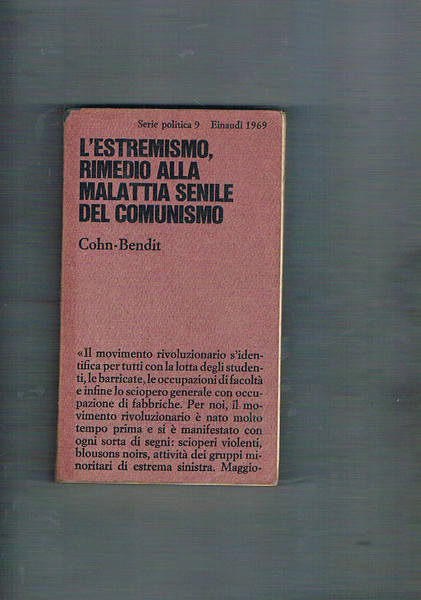 Serie politica 9 Einaudi 1969
L'ESTREMISMO,
RIMEDIO ALLA
MALATTIA SENILE
DEL COMUNISMO
Cohn-Bendit
«Il movimento rivoluzionario s'iden-
tifica per tutti con la lotta degli studen-
ti, le barricate, le occupazioni di facoltà
e infine lo sciopero generale con occu-
pazione di fabbriche. Per noi, il mo-
vimento rivoluzionario è nato molto
tempo prima e si è manifestato con
ogni sorta di segni: scioperi violenti,
blousons noirs, attività dei gruppi mi-
noritari di estrema sinistra. Maggio-